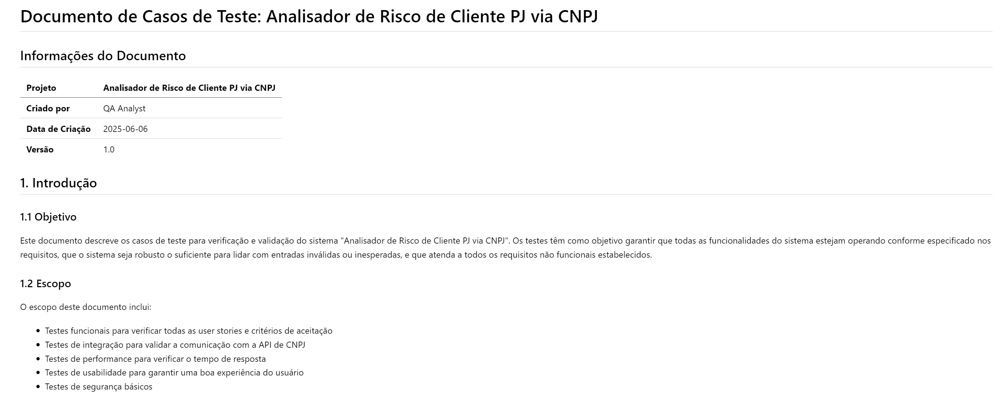 Documento de Casos de Teste: Analisador de Risco de Cliente PJ via CNPJ
Informações do Documento
Projeto Analisador de Risco de Cliente PJ via CNPJ
Criado por QA Analyst
Data de Criação 2025-06-06
Versão 1.0
1. Introdução
1.1 Objetivo
Este documento descreve os casos de teste para verificação e validação do sistema "Analisador de Risco de Cliente PJ via CNPJ". Os testes têm como objetivo garantir que todas as funcionalidades do sistema estejam operando conforme especificado nos
requisitos, que o sistema seja robusto o suficiente para lidar com entradas inválidas ou inesperadas, e que atenda a todos os requisitos não funcionais estabelecidos.
1.2 Escopo
O escopo deste documento inclui:
• Testes funcionais para verificar todas as user stories e critérios de aceitação
• Testes de integração para validar a comunicação com a API de CNPJ
• Testes de performance para verificar o tempo de resposta
• Testes de usabilidade para garantir uma boa experiência do usuário
• Testes de segurança básicos